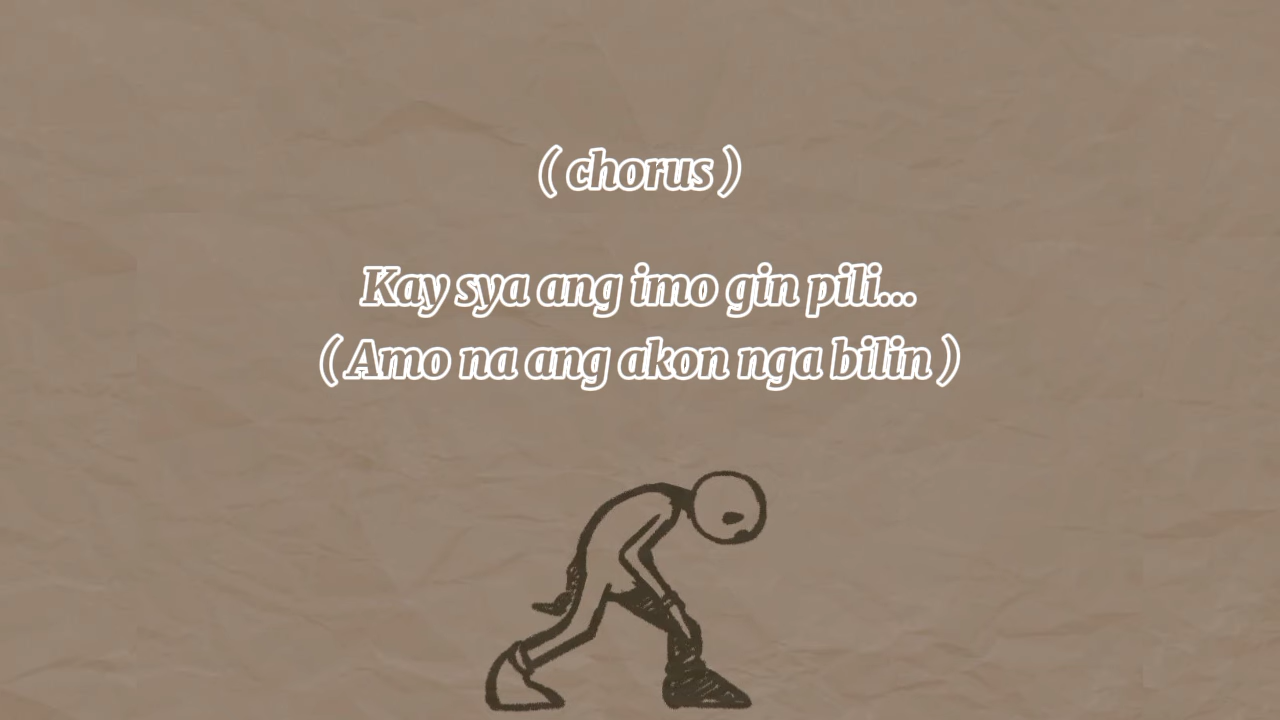 ( chorus )
Kay sya ang imo gin pili...
( Amo na ang akon nga bilin )